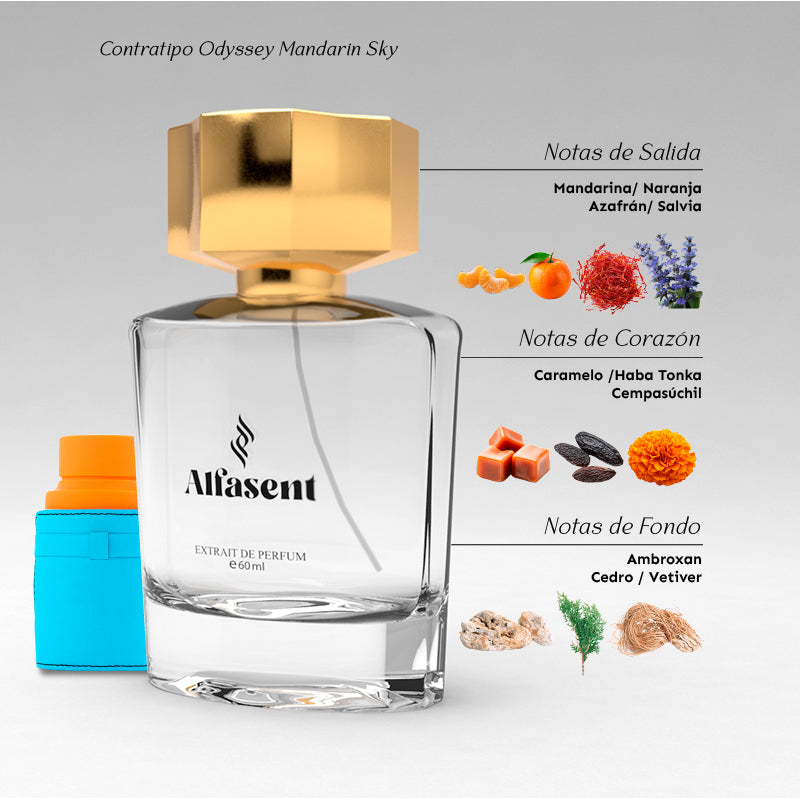 Contratipo Odyssey Mandarin Sky
Notas de Salida
Mandarina/ Naranja
Azafrán/ Salvia
Notas de Corazón
Caramelo /Haba Tonka
Cempasúchil
Alfasent
EXTRAIT DE PERFUM
e60ml
Notas de Fondo
Ambroxan
Cedro / Vetiver